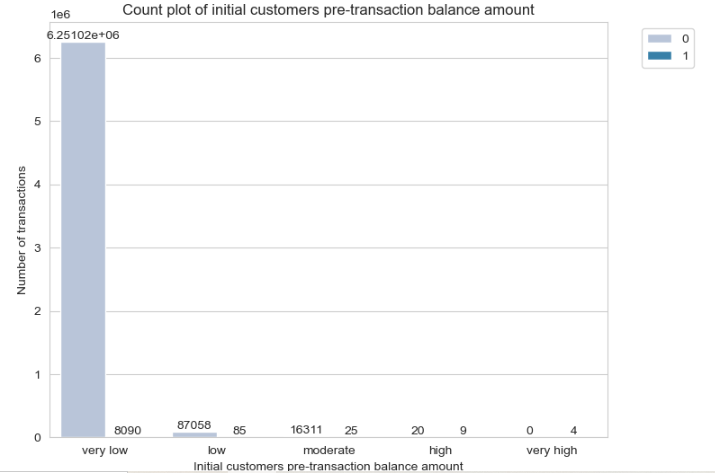 Count plot of initial customers pre-transaction balance amount
1e6
6.25102e+06
0
1
6
5
4
3
2
1
0
Number of transactions
8090
87058
85
16311
25
20
9
0
4
very low
low
moderate
high
very high
Initial customers pre-transaction balance amount